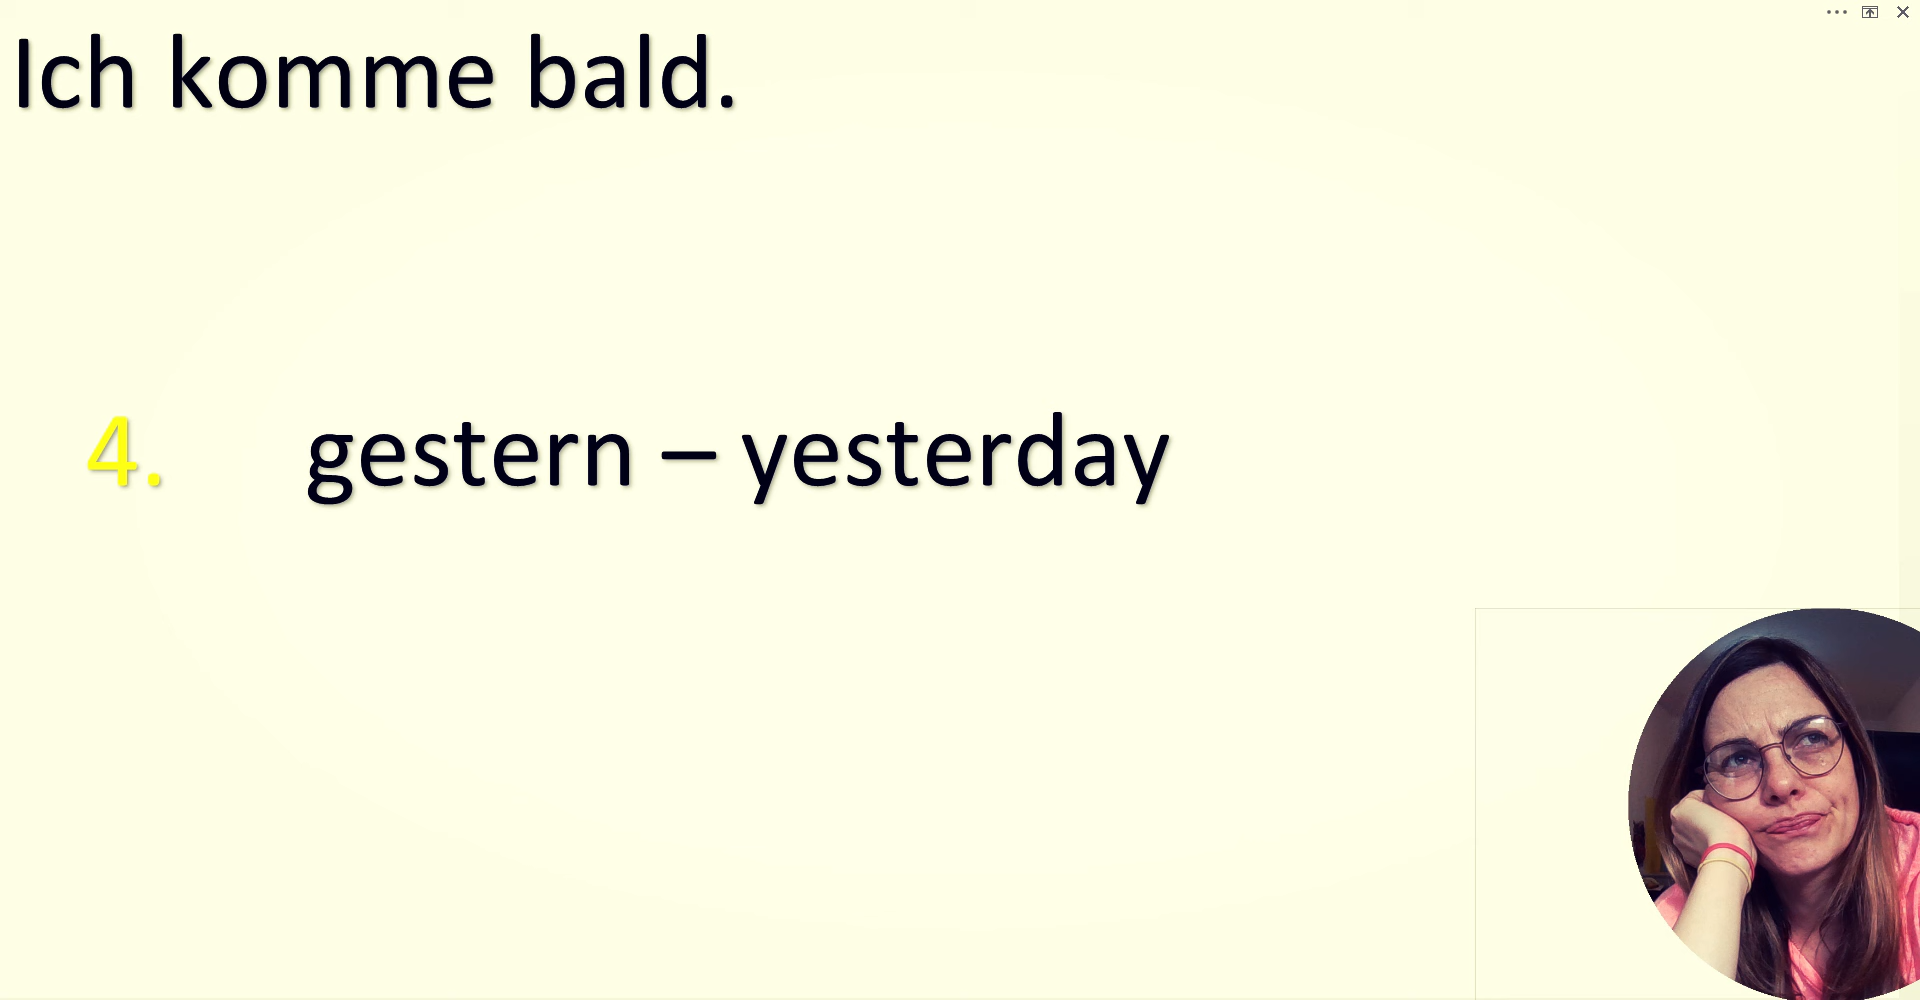 Ich komme bald.
4. gestern – yesterday